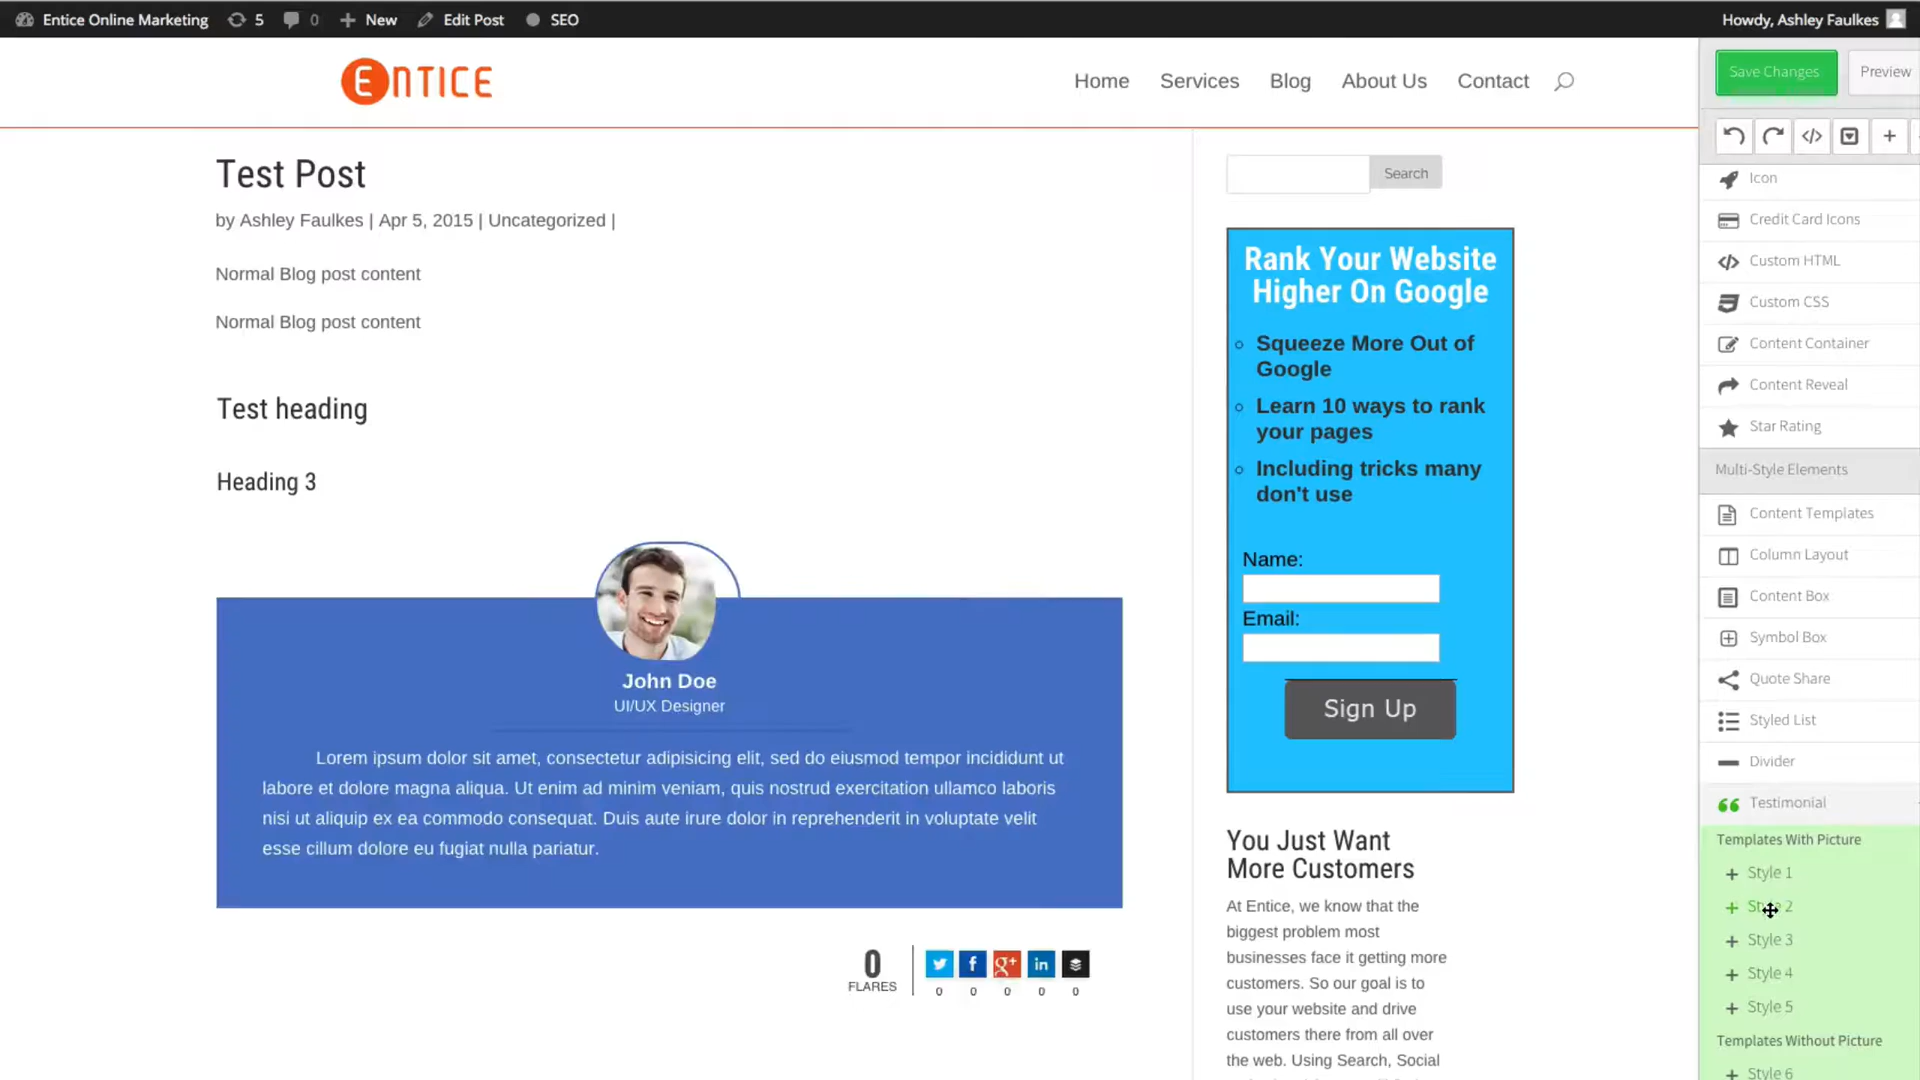 Entice Online Marketing 5 0 New Edit Post SEO Howdy, Ashley Faulkes
ENTICE
Home Services Blog About Us Contact
Save Changes Preview
Test Post
by Ashley Faulkes | Apr 5, 2015 | Uncategorized |
Normal Blog post content
Normal Blog post content
Test heading
Heading 3
John Doe
UI/UX Designer
Lorem ipsum dolor sit amet, consectetur adipisicing elit, sed do eiusmod tempor incididunt ut
labore et dolore magna aliqua. Ut enim ad minim veniam, quis nostrud exercitation ullamco laboris
nisi ut aliquip ex ea commodo consequat. Duis aute irure dolor in reprehenderit in voluptate velit
esse cillum dolore eu fugiat nulla pariatur.
0
FLARES
0 0 0 0 0
Search
Rank Your Website
Higher On Google
Squeeze More Out of
Google
Learn 10 ways to rank
your pages
Including tricks many
don't use
Name:
Email:
Sign Up
You Just Want
More Customers
At Entice, we know that the
biggest problem most
businesses face it getting more
customers. So our goal is to
use your website and drive
customers there from all over
the web. Using Search, Social
Icon
Credit Card Icons
Custom HTML
Custom CSS
Content Container
Content Reveal
Star Rating
Multi-Style Elements
Content Templates
Column Layout
Content Box
Symbol Box
Quote Share
Styled List
Divider
Testimonial
Templates With Picture
Style 1
Style 2
Style 3
Style 4
Style 5
Templates Without Picture
Style 6